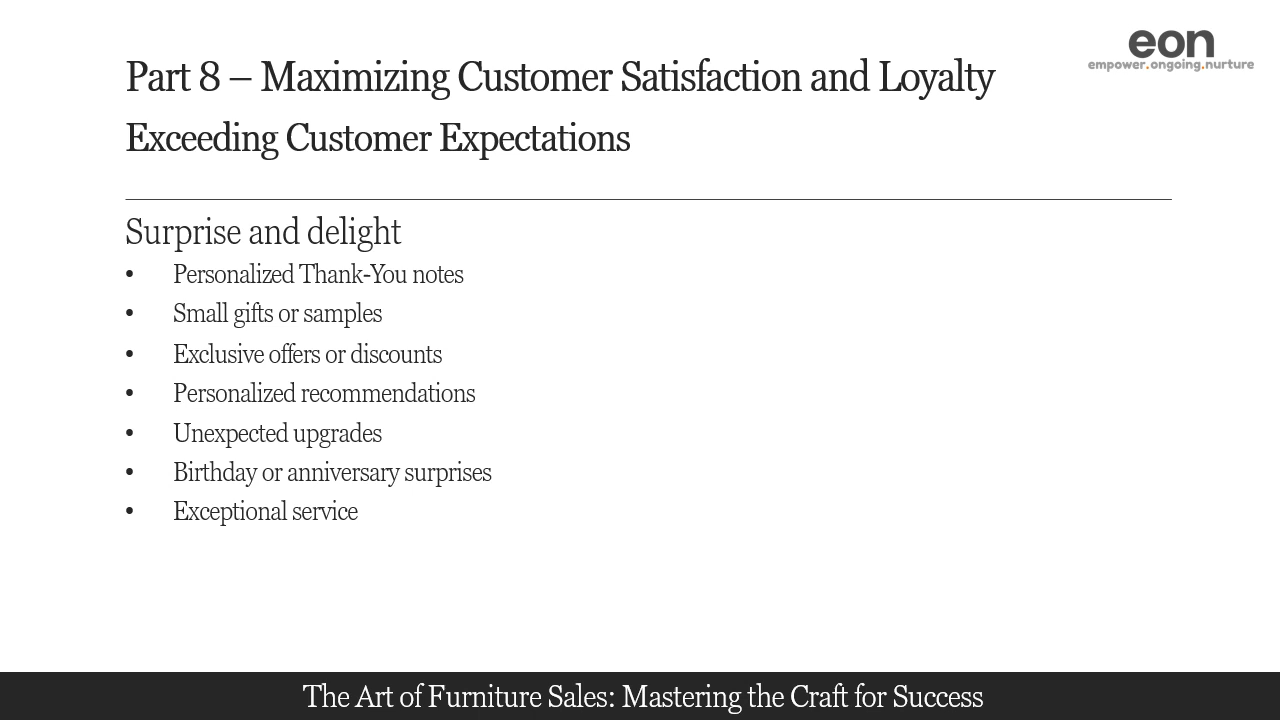 eon
empower.ongoing.nurture
Part 8 – Maximizing Customer Satisfaction and Loyalty
Exceeding Customer Expectations
Surprise and delight
• Personalized Thank-You notes
• Small gifts or samples
• Exclusive offers or discounts
• Personalized recommendations
• Unexpected upgrades
• Birthday or anniversary surprises
• Exceptional service
The Art of Furniture Sales: Mastering the Craft for Success